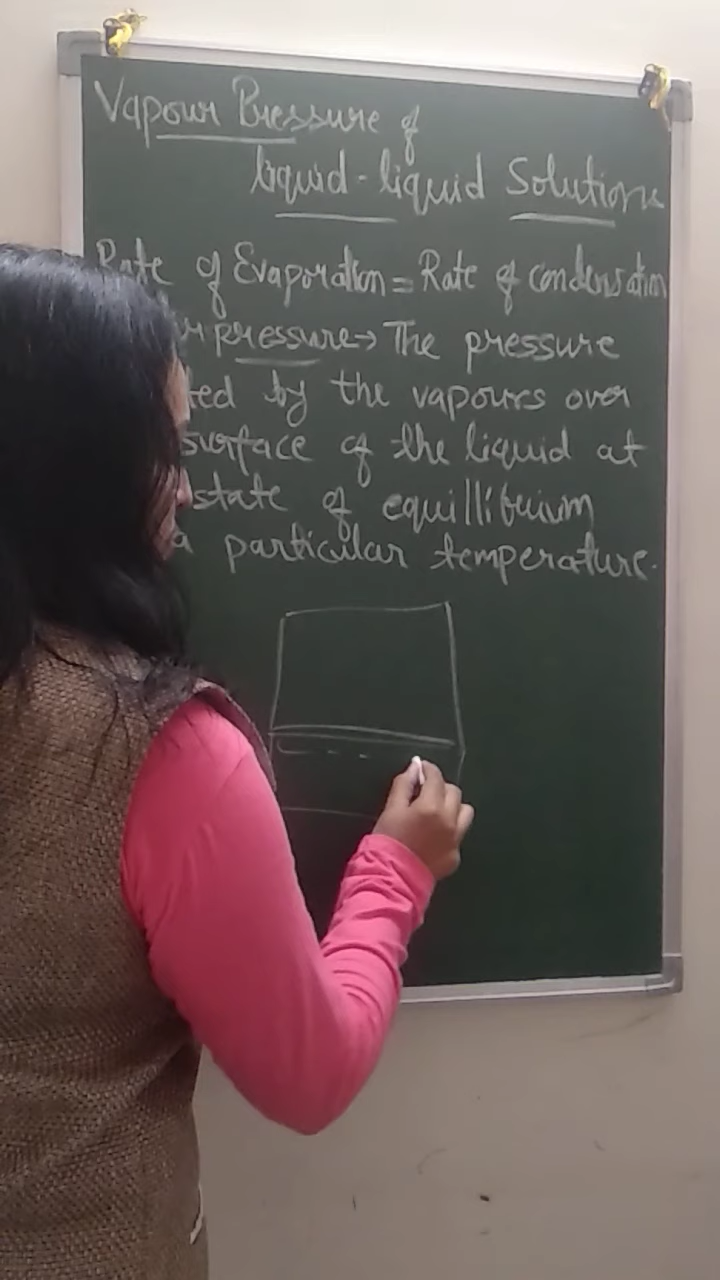 Vapour Pressure of
liquid-liquid Solutions
Rate of Evaporation = Rate of condensation
pressure → The pressure
ted by the vapours over
surface of the liquid at
state of equillibrium
a particular temperature.